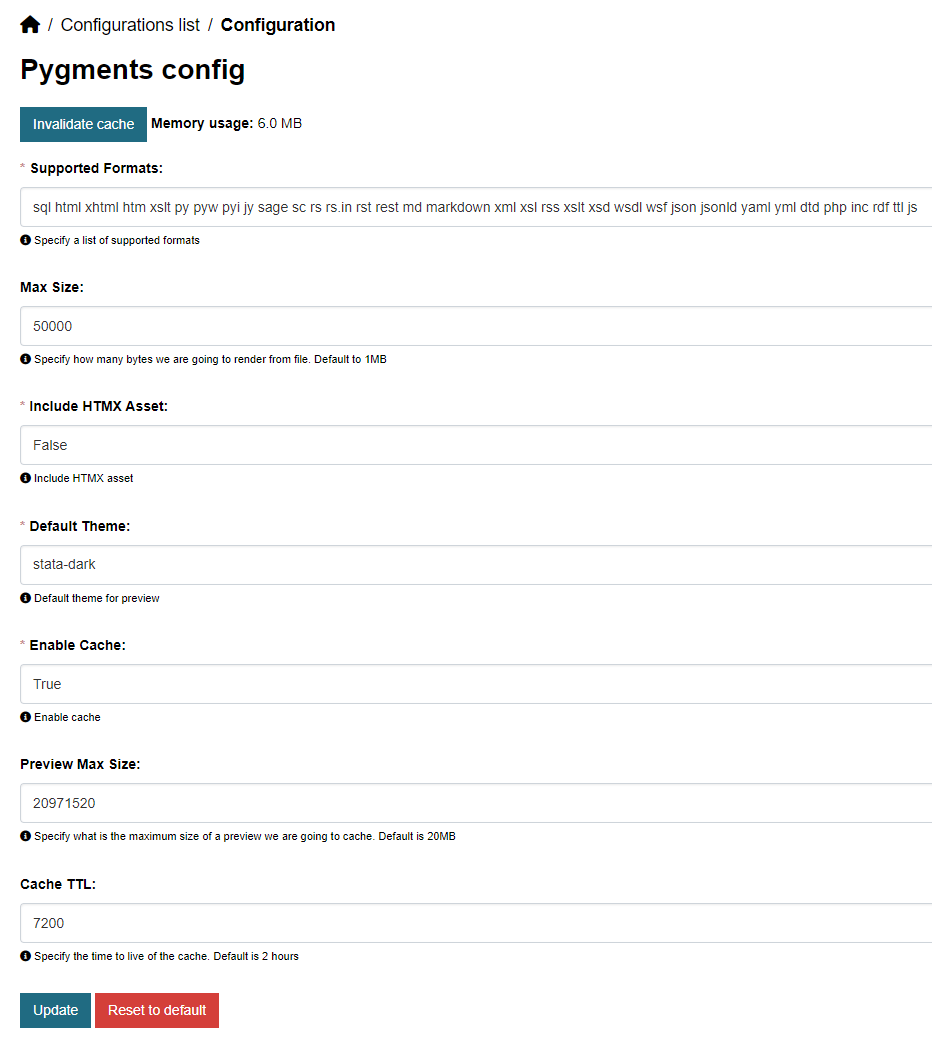 / Configurations list / Configuration
Pygments config
Invalidate cache Memory usage: 6.0 MB
* Supported Formats:
sql html xhtml htm xslt py pyw pyi jy sage sc rs rs.in rst rest md markdown xml xsl rss xslt xsd wsdl wsf json jsonld yaml yml dtd php inc rdf ttl js
Specify a list of supported formats
Max Size:
50000
Specify how many bytes we are going to render from file. Default to 1MB
* Include HTMX Asset:
False
Include HTMX asset
* Default Theme:
stata-dark
Default theme for preview
* Enable Cache:
True
Enable cache
Preview Max Size:
20971520
Specify what is the maximum size of a preview we are going to cache. Default is 20MB
Cache TTL:
7200
Specify the time to live of the cache. Default is 2 hours
Update Reset to default